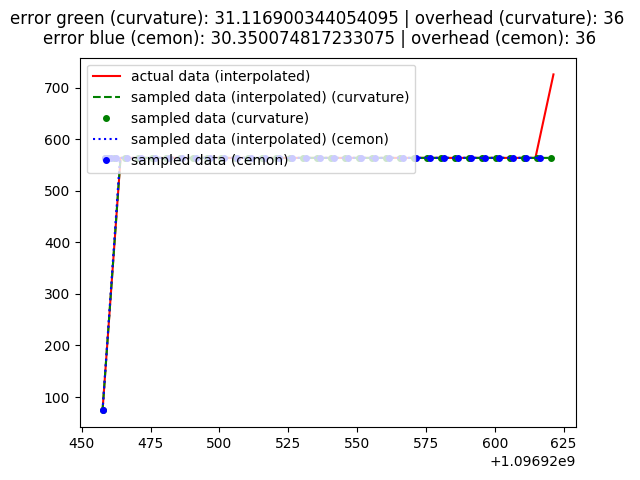 error green (curvature): 31.116900344054095 | overhead (curvature): 36
error blue (cemon): 30.350074817233075 | overhead (cemon): 36
actual data (interpolated)
sampled data (interpolated) (curvature)
sampled data (curvature)
sampled data (interpolated) (cemon)
sampled data (cemon)
700
600
500
400
300
200
100
450 475 500 525 550 575 600 625
+1.09692e9